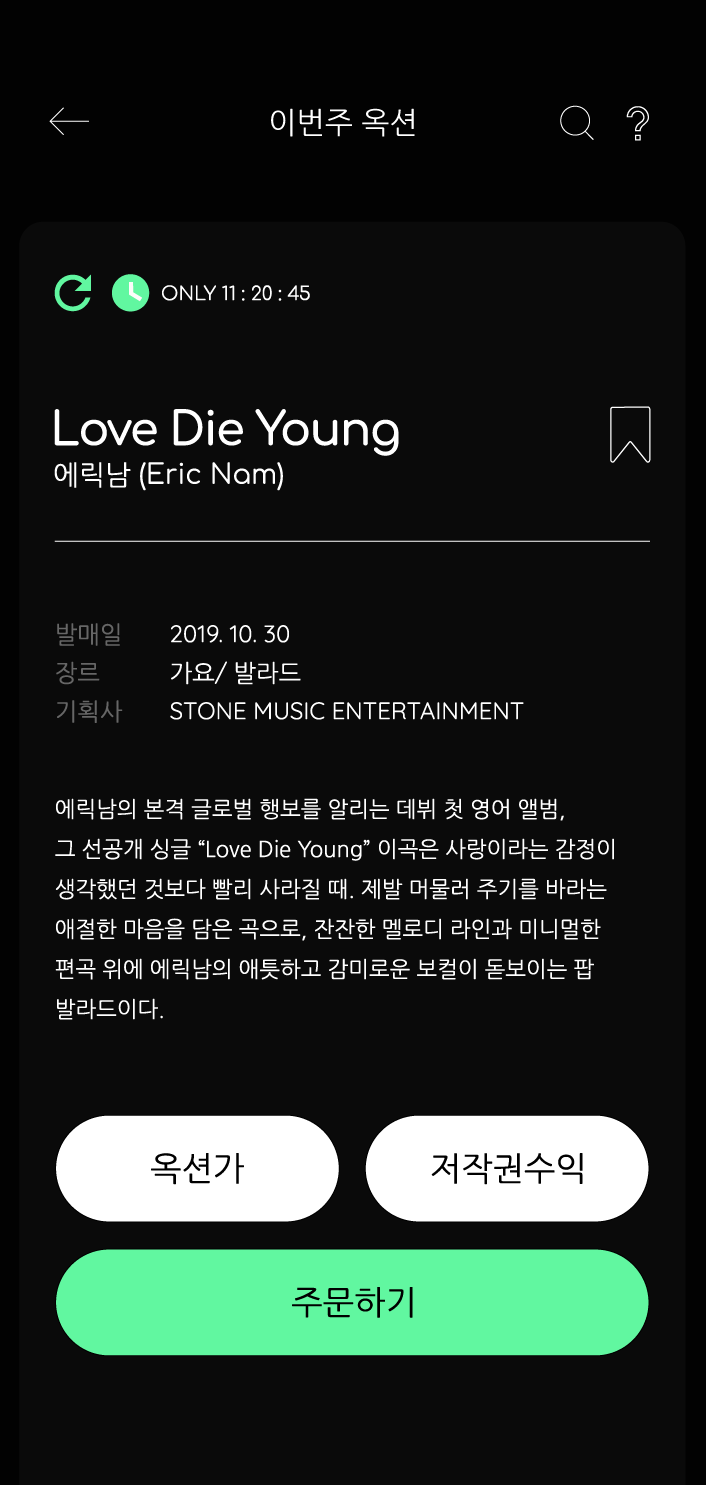 이번주 옥션
ONLY 11 : 20 : 45
Love Die Young
에릭남 (Eric Nam)
발매일 2019. 10. 30
장르 가요/ 발라드
기획사 STONE MUSIC ENTERTAINMENT
에릭남의 본격 글로벌 행보를 알리는 데뷔 첫 영어 앨범,
그 선공개 싱글 “Love Die Young” 이곡은 사랑이라는 감정이
생각했던 것보다 빨리 사라질 때. 제발 머물러 주기를 바라는
애절한 마음을 담은 곡으로, 잔잔한 멜로디 라인과 미니멀한
편곡 위에 에릭남의 애틋하고 감미로운 보컬이 돋보이는 팝
발라드이다.
옥션가 저작권수익
주문하기